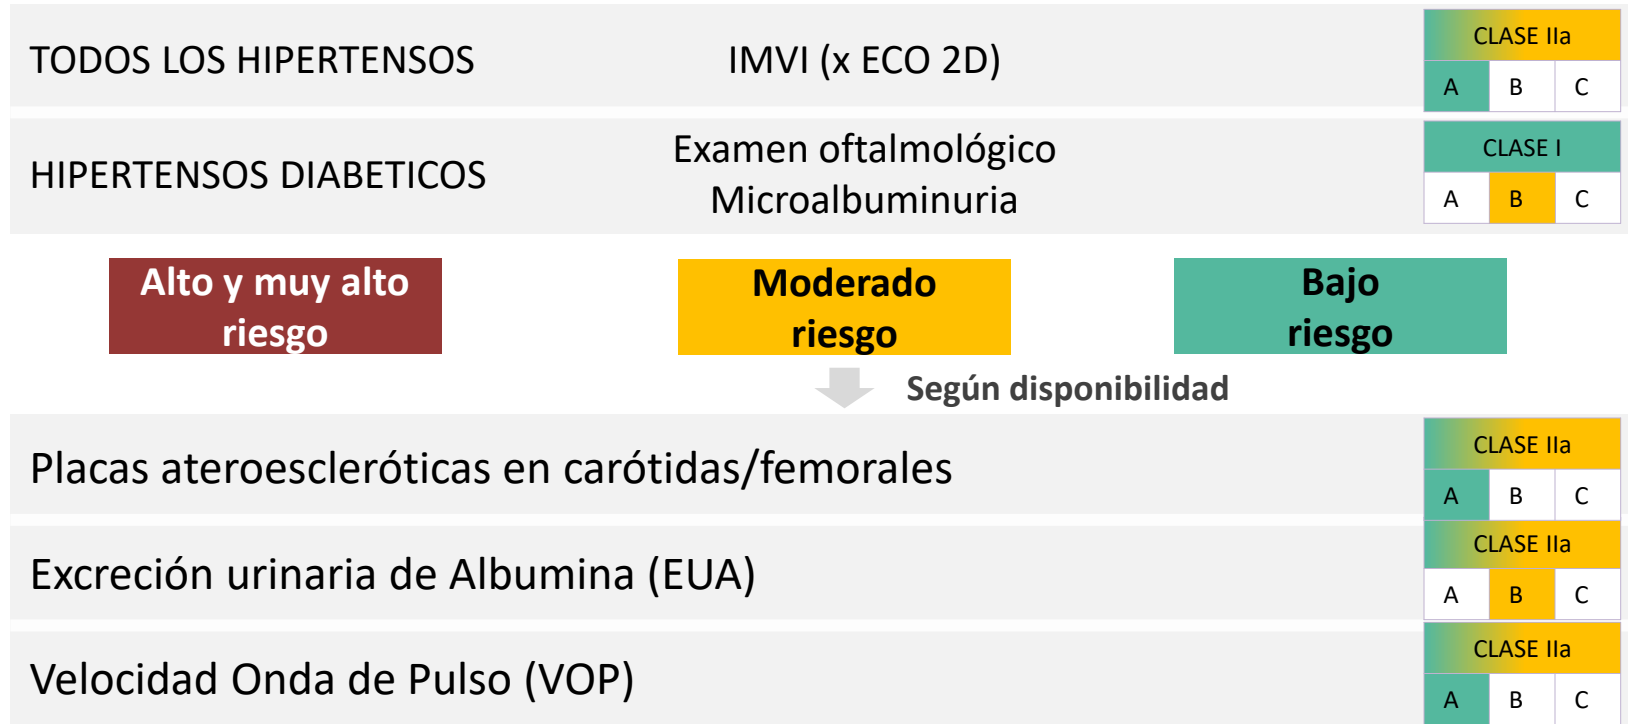 TODOS LOS HIPERTENSOS
IMVI (x ECO 2D)
CLASE IIa
A B C
HIPERTENSOS DIABETICOS
Examen oftalmológico
Microalbuminuria
CLASE I
A B C
Alto y muy alto
riesgo
Moderado
riesgo
Bajo
riesgo
Según disponibilidad
Placas ateroescleróticas en carótidas/femorales
CLASE IIa
A B C
Excreción urinaria de Albumina (EUA)
CLASE IIa
A B C
Velocidad Onda de Pulso (VOP)
CLASE IIa
A B C